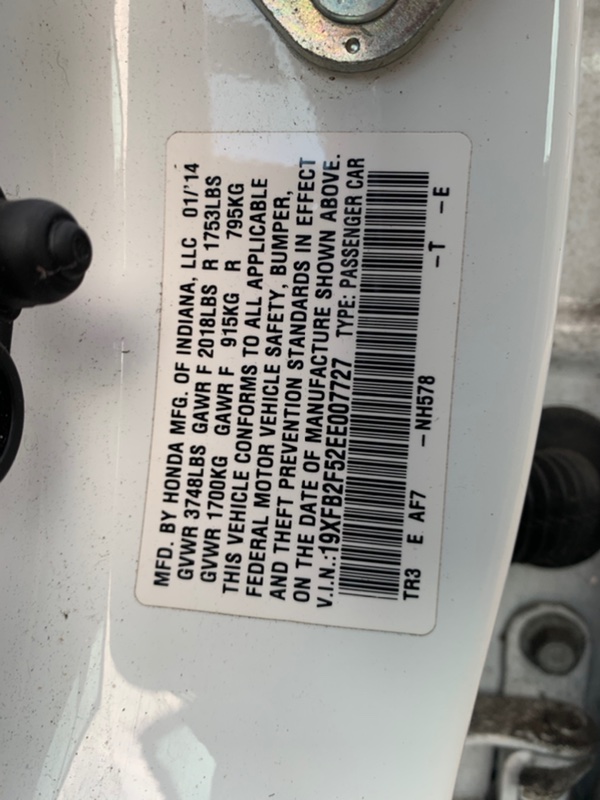 MFD. BY HONDA MFG. OF INDIANA, LLC 01/'14
GVWR 3748LBS GAWR F 2018LBS R 1753LBS
GVWR 1700KG GAWR F 915KG R 795KG
THIS VEHICLE CONFORMS TO ALL APPLICABLE
FEDERAL MOTOR VEHICLE SAFETY, BUMPER,
AND THEFT PREVENTION STANDARDS IN EFFECT
ON THE DATE OF MANUFACTURE SHOWN ABOVE.
V.I.N.:19XFB2F52EE007727 TYPE: PASSENGER CAR
TR3 E AF7 -NH578 -T -E